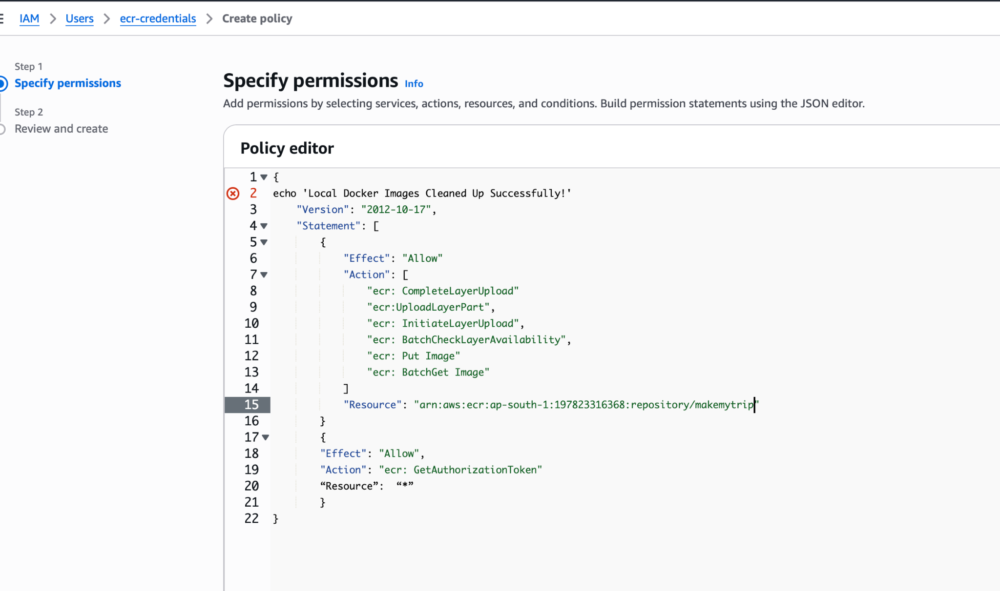 IAM > Users > ecr-credentials > Create policy
Step 1
Specify permissions
Step 2
Review and create
Specify permissions Info
Add permissions by selecting services, actions, resources, and conditions. Build permission statements using the JSON editor.
Policy editor
1 {
2 echo 'Local Docker Images Cleaned Up Successfully!'
3 "Version": "2012-10-17",
4 "Statement": [
5 {
6 "Effect": "Allow"
7 "Action": [
8 "ecr: CompleteLayerUpload"
9 "ecr:UploadLayerPart",
10 "ecr: InitiateLayerUpload",
11 "ecr: BatchCheckLayerAvailability",
12 "ecr: Put Image"
13 "ecr: BatchGet Image"
14 ]
15 "Resource": "arn:aws:ecr:ap-south-1:197823316368:repository/makemytrip"
16 }
17 {
18 "Effect": "Allow",
19 "Action": "ecr: GetAuthorizationToken"
20 “Resource”:  “*”
21 }
22 }